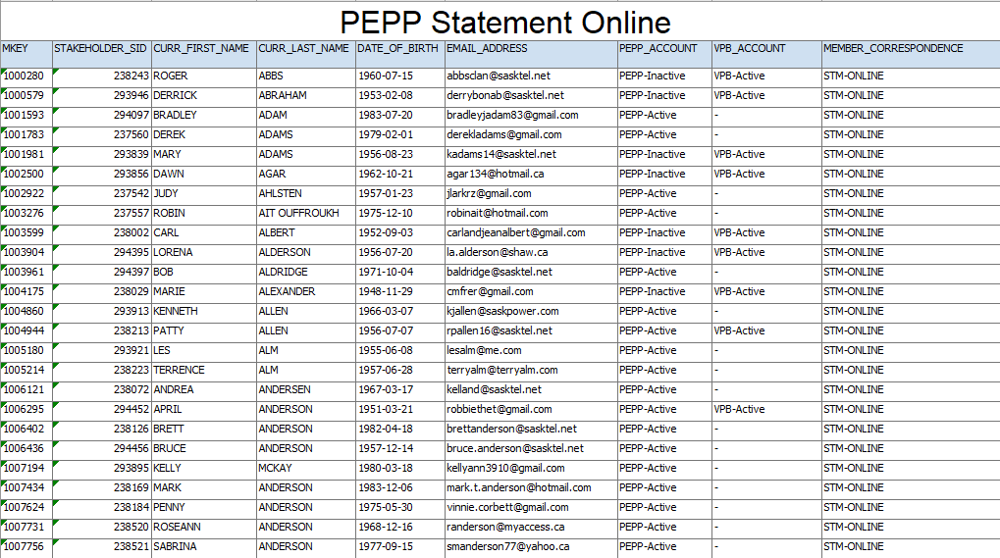 PEPP Statement Online
MKEY STAKEHOLDER_SID CURR_FIRST_NAME CURR_LAST_NAME DATE_OF_BIRTH EMAIL_ADDRESS PEPP_ACCOUNT VPB_ACCOUNT MEMBER_CORRESPONDENCE
1000280 238243 ROGER ABBS 1960-07-15 abbsclan@sasktel.net PEPP-Inactive VPB-Active STM-ONLINE
1000579 293946 DERRICK ABRAHAM 1953-02-08 derrybonab@sasktel.net PEPP-Inactive VPB-Active STM-ONLINE
1001593 294097 BRADLEY ADAM 1983-07-20 bradleyjadam83@gmail.com PEPP-Active - STM-ONLINE
1001783 237560 DEREK ADAMS 1979-02-01 derekladams@gmail.com PEPP-Active - STM-ONLINE
1001981 293839 MARY ADAMS 1956-08-23 kadams14@sasktel.net PEPP-Inactive VPB-Active STM-ONLINE
1002500 293856 DAWN AGAR 1962-10-21 agar134@hotmail.ca PEPP-Inactive VPB-Active STM-ONLINE
1002922 237542 JUDY AHLSTEN 1957-01-23 jlarkrz@gmail.com PEPP-Active - STM-ONLINE
1003276 237557 ROBIN AIT OUFFROUKH 1975-12-10 robinait@hotmail.com PEPP-Active - STM-ONLINE
1003599 238002 CARL ALBERT 1952-09-03 carlandjeanalbert@gmail.com PEPP-Inactive VPB-Active STM-ONLINE
1003904 294395 LORENA ALDERSON 1956-07-20 la.alderson@shaw.ca PEPP-Inactive VPB-Active STM-ONLINE
1003961 294397 BOB ALDRIDGE 1971-10-04 baldridge@sasktel.net PEPP-Active - STM-ONLINE
1004175 238029 MARIE ALEXANDER 1948-11-29 cmfrer@gmail.com PEPP-Inactive VPB-Active STM-ONLINE
1004860 293913 KENNETH ALLEN 1966-03-07 kjallen@saskpower.com PEPP-Active - STM-ONLINE
1004944 238213 PATTY ALLEN 1956-07-07 rpallen16@sasktel.net PEPP-Active VPB-Active STM-ONLINE
1005180 293921 LES ALM 1955-06-08 lesalm@me.com PEPP-Active - STM-ONLINE
1005214 238223 TERRENCE ALM 1957-06-28 terryalm@terryalm.com PEPP-Active - STM-ONLINE
1006121 238072 ANDREA ANDERSEN 1967-03-17 kelland@sasktel.net PEPP-Active - STM-ONLINE
1006295 294452 APRIL ANDERSON 1951-03-21 robbiethet@gmail.com PEPP-Active VPB-Active STM-ONLINE
1006402 238126 BRETT ANDERSON 1982-04-18 brettanderson@sasktel.net PEPP-Active - STM-ONLINE
1006436 294456 BRUCE ANDERSON 1957-12-14 bruce.anderson@sasktel.net PEPP-Active - STM-ONLINE
1007194 293895 KELLY MCKAY 1980-03-18 kellyann3910@gmail.com PEPP-Active - STM-ONLINE
1007434 238169 MARK ANDERSON 1983-12-06 mark.t.anderson@hotmail.com PEPP-Active - STM-ONLINE
1007624 238184 PENNY ANDERSON 1975-05-30 vinnie.corbett@gmail.com PEPP-Active - STM-ONLINE
1007731 238520 ROSEANN ANDERSON 1968-12-16 randerson@myaccess.ca PEPP-Active - STM-ONLINE
1007756 238521 SABRINA ANDERSON 1977-09-15 smanderson77@yahoo.ca PEPP-Active - STM-ONLINE